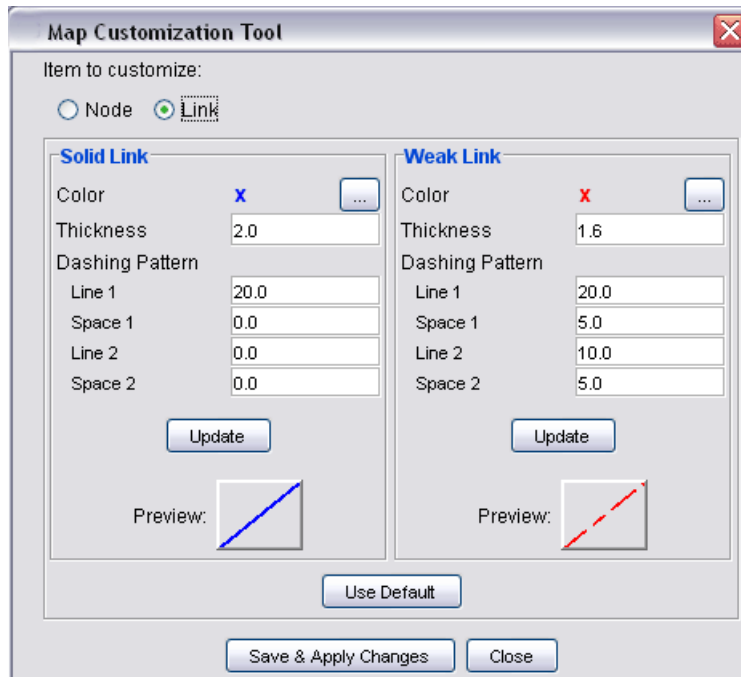 Map Customization Tool
Item to customize:
Node Link
Solid Link
Color X ...
Thickness 2.0
Dashing Pattern
Line 1 20.0
Space 1 0.0
Line 2 0.0
Space 2 0.0
Update
Preview:
Weak Link
Color X ...
Thickness 1.6
Dashing Pattern
Line 1 20.0
Space 1 5.0
Line 2 10.0
Space 2 5.0
Update
Preview:
Use Default
Save & Apply Changes Close